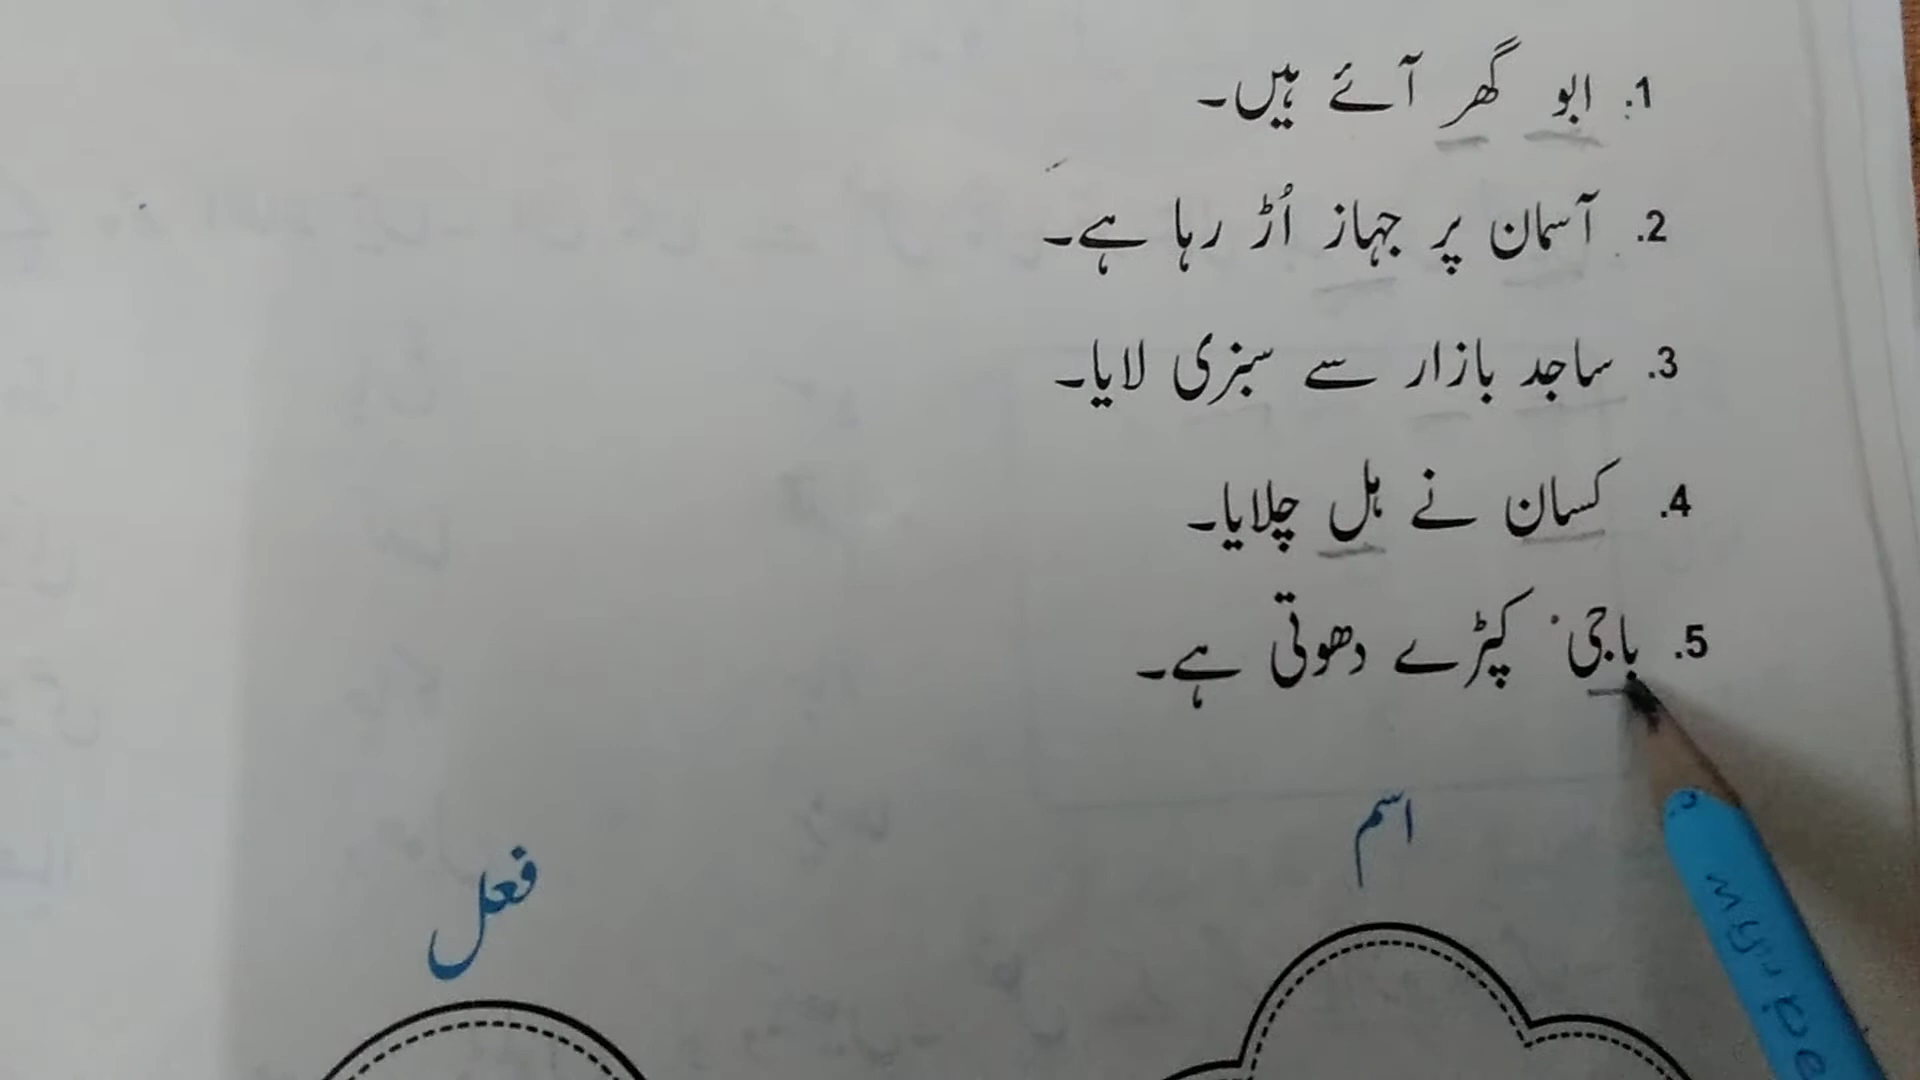 1. ابو گھر آئے ہیں۔
2. آسمان پر جہاز اُڑ رہا ہے۔
3. ساجد بازار سے سبزی لایا۔
4. کسان نے ہل چلایا۔
5. باجی کپڑے دھوتی ہے۔
اسم
فعل